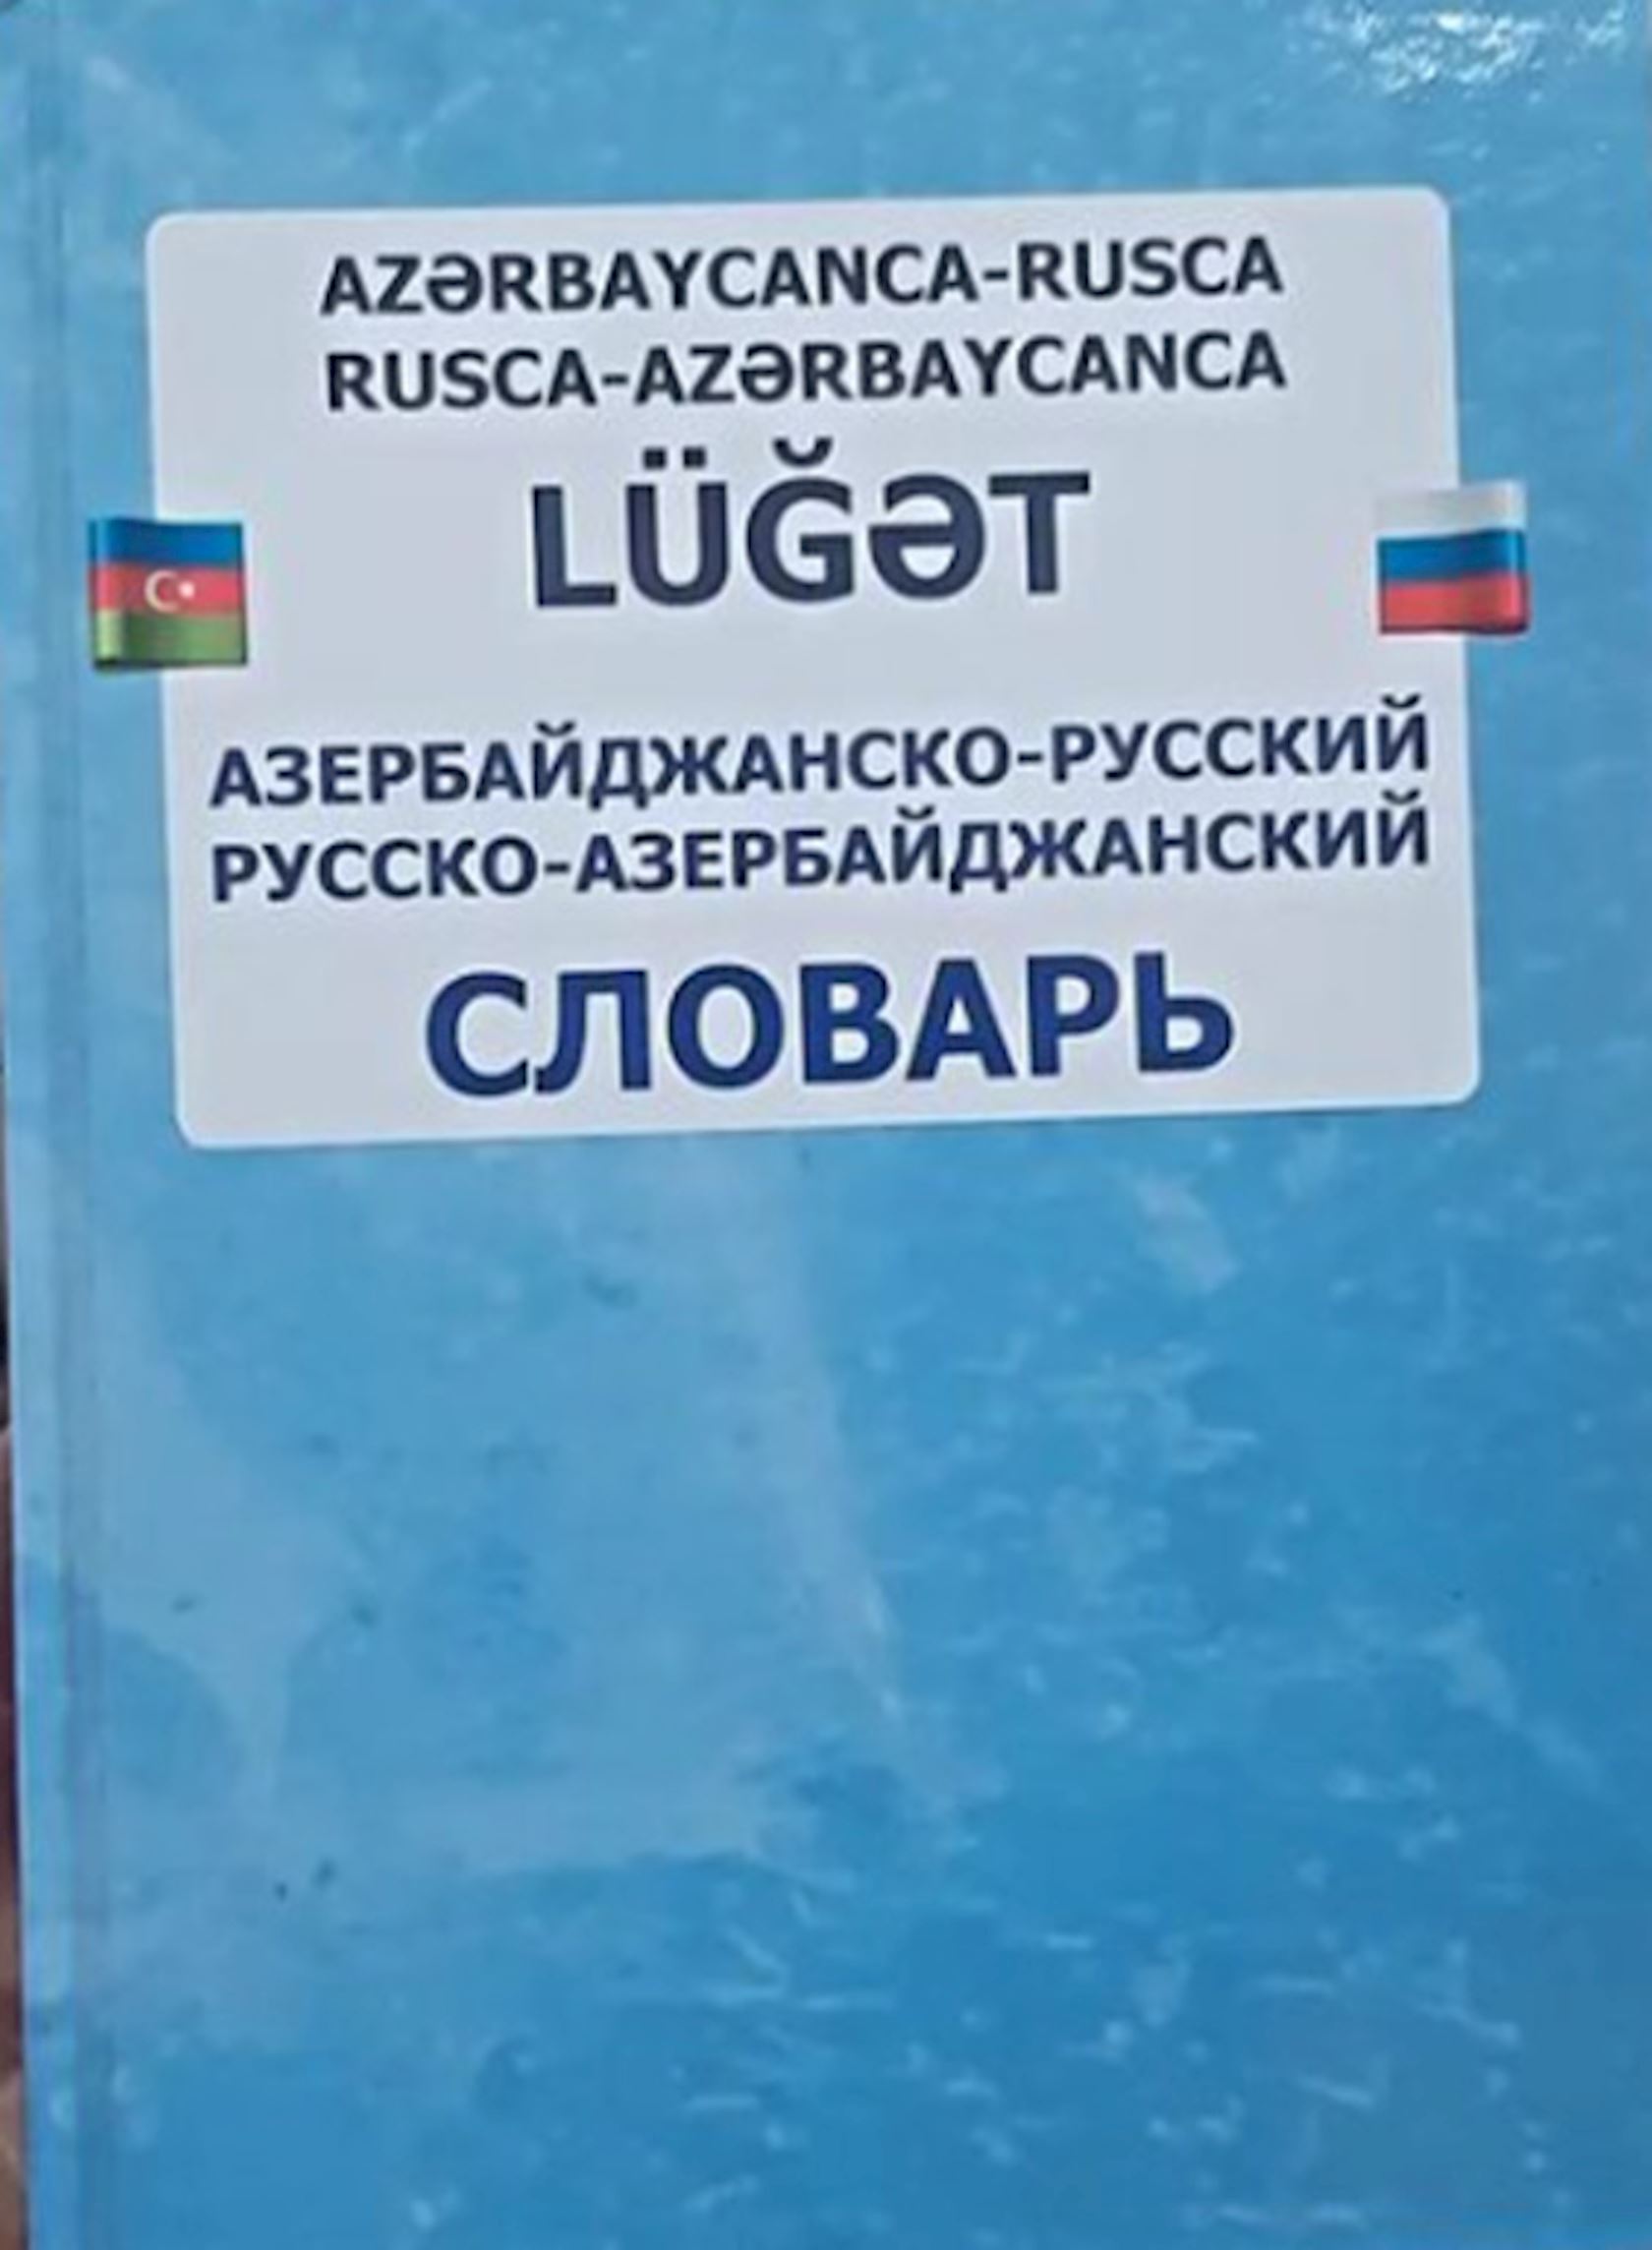 AZƏRBAYCANCA-RUSCA
RUSCA-AZƏRBAYCANCA
LÜĞƏT
АЗЕРБАЙДЖАНСКО-РУССКИЙ
РУССКО-АЗЕРБАЙДЖАНСКИЙ
СЛОВАРЬ